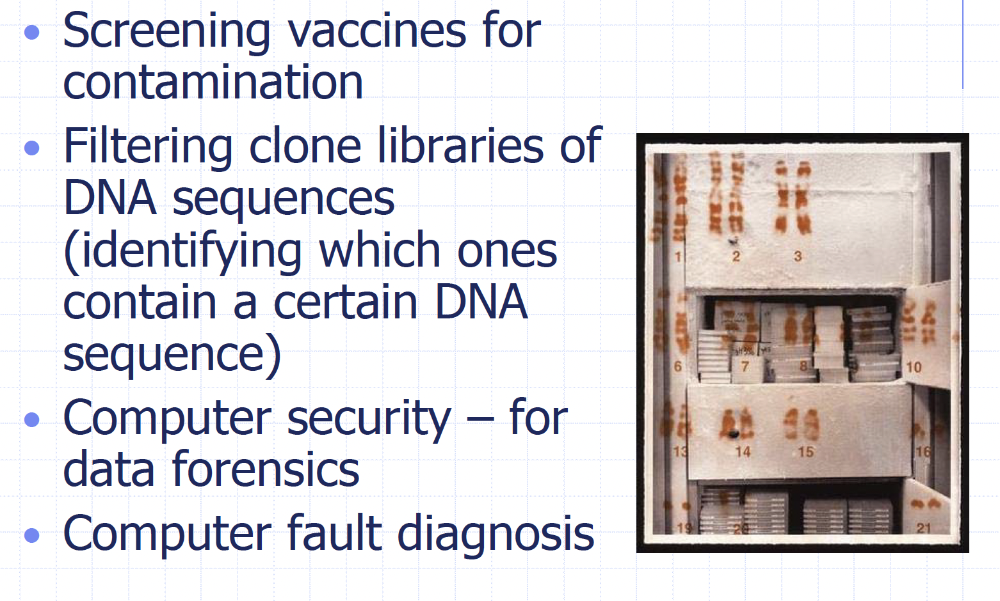 Screening vaccines for
contamination
Filtering clone libraries of
DNA sequences
(identifying which ones
contain a certain DNA
sequence)
Computer security – for
data forensics
Computer fault diagnosis
1 2 3
6 7 8 10
13 14 15 16
19 20 21